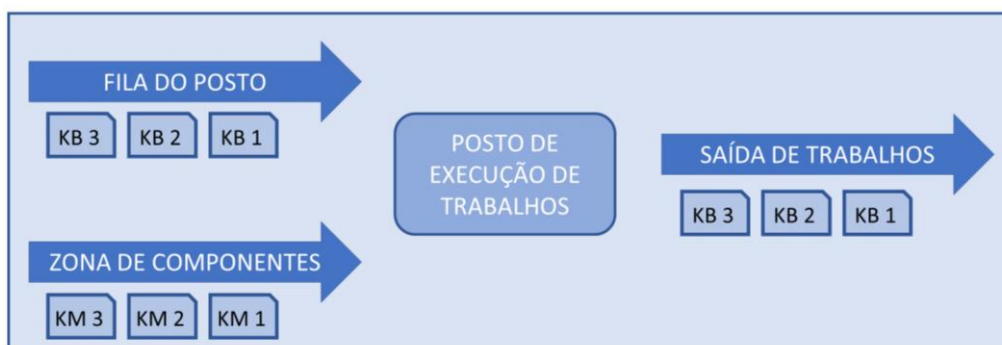 FILA DO POSTO
KB 3 KB 2 KB 1
POSTO DE
EXECUÇÃO DE
TRABALHOS
SAÍDA DE TRABALHOS
KB 3 KB 2 KB 1
ZONA DE COMPONENTES
KM 3 KM 2 KM 1